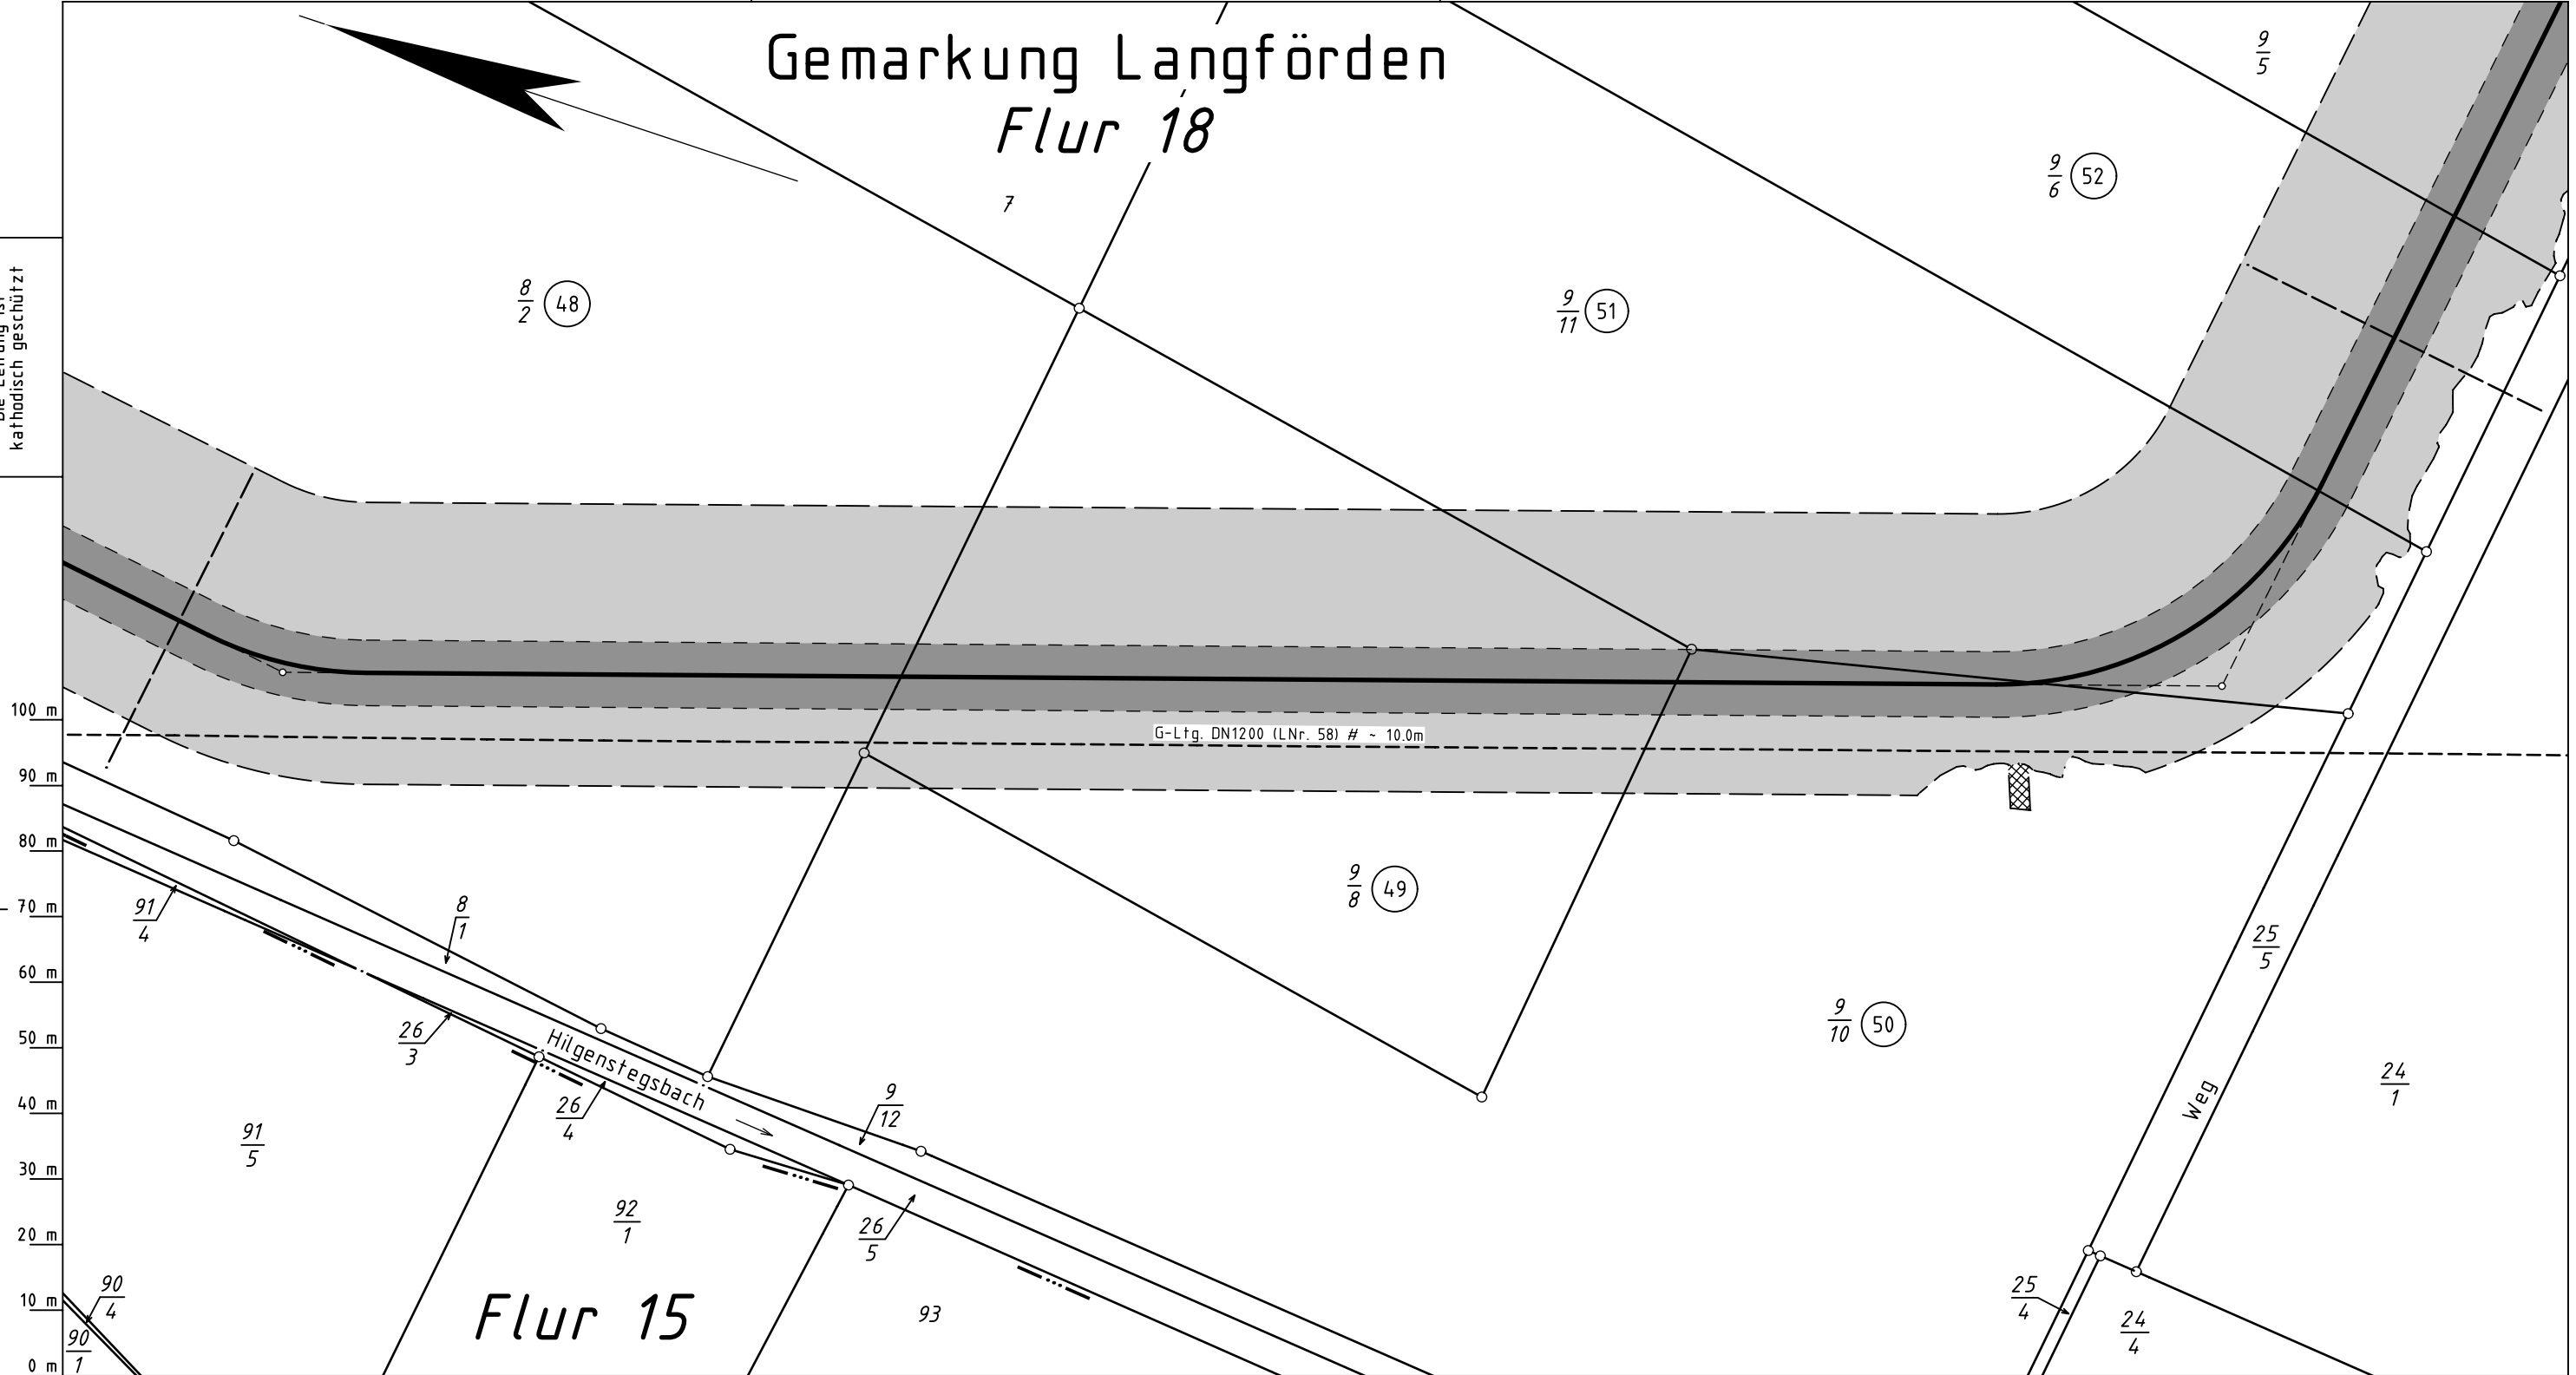 Gemarkung Langförden
Flur 18
9/5
9/6 52
7
8/2 48
9/11 51
kathodisch geschützt
G-Ltg. DN1200 (LNr. 58) # ~ 10.0m
100 m
90 m
80 m
70 m
60 m
50 m
40 m
30 m
20 m
10 m
0 m
9/8 49
91/4
8/1
25/5
9/10 50
26/3
Hilgenstegsbach
26/4
9/12
Weg
24/1
91/5
92/1
26/5
90/4
90/1
Flur 15
93
25/4
24/4